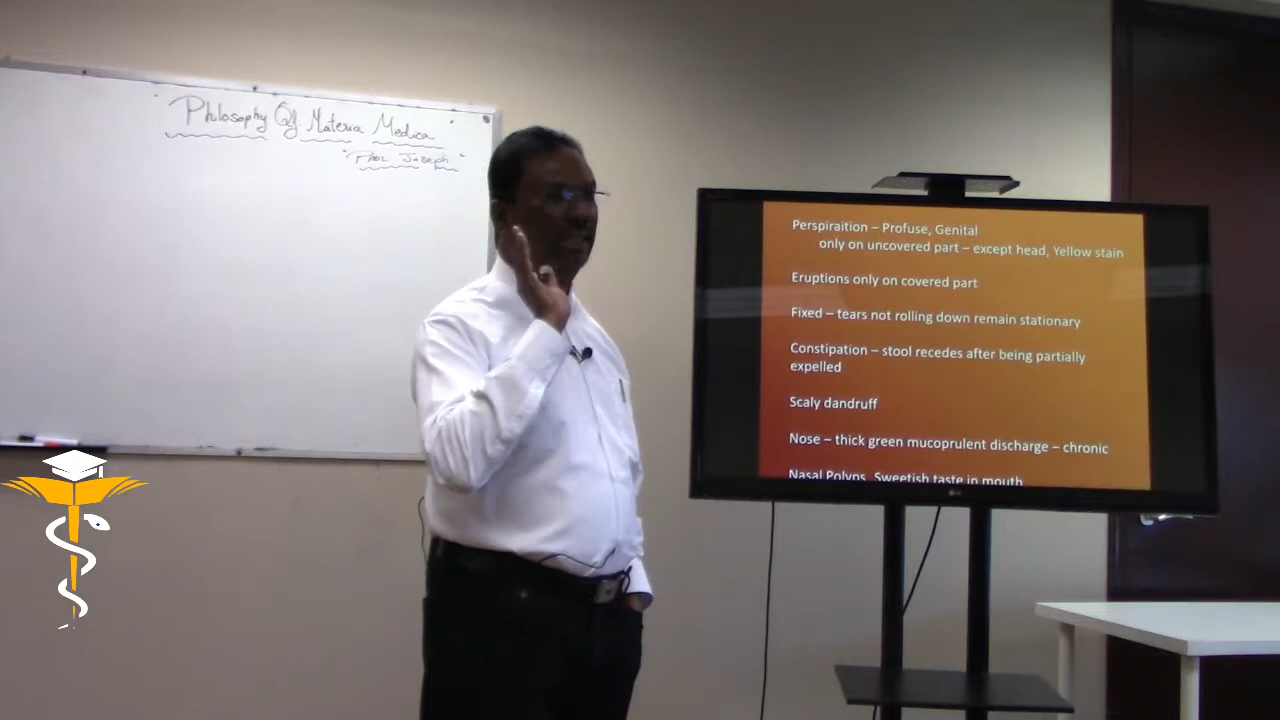 Philosophy Of Materia Medica
Perspiraition – Profuse, Genital
only on uncovered part – except head, Yellow stain
Eruptions only on covered part
Fixed – tears not rolling down remain stationary
Constipation – stool recedes after being partially
expelled
Scaly dandruff
Nose – thick green mucoprulent discharge – chronic
Nasal Polyps, Sweetish taste in mouth
LG